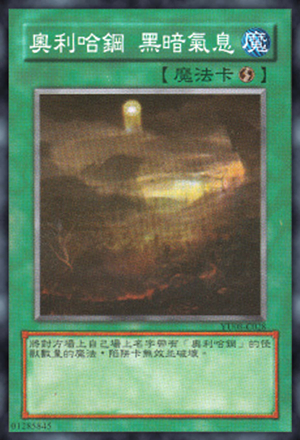 奧利哈鋼 黑暗氣息 魔
【魔法卡】
將對方場上自己場上名字帶有「奧利哈鋼」的怪
獸數量的魔法，陷阱卡無效並破壞。
01285845